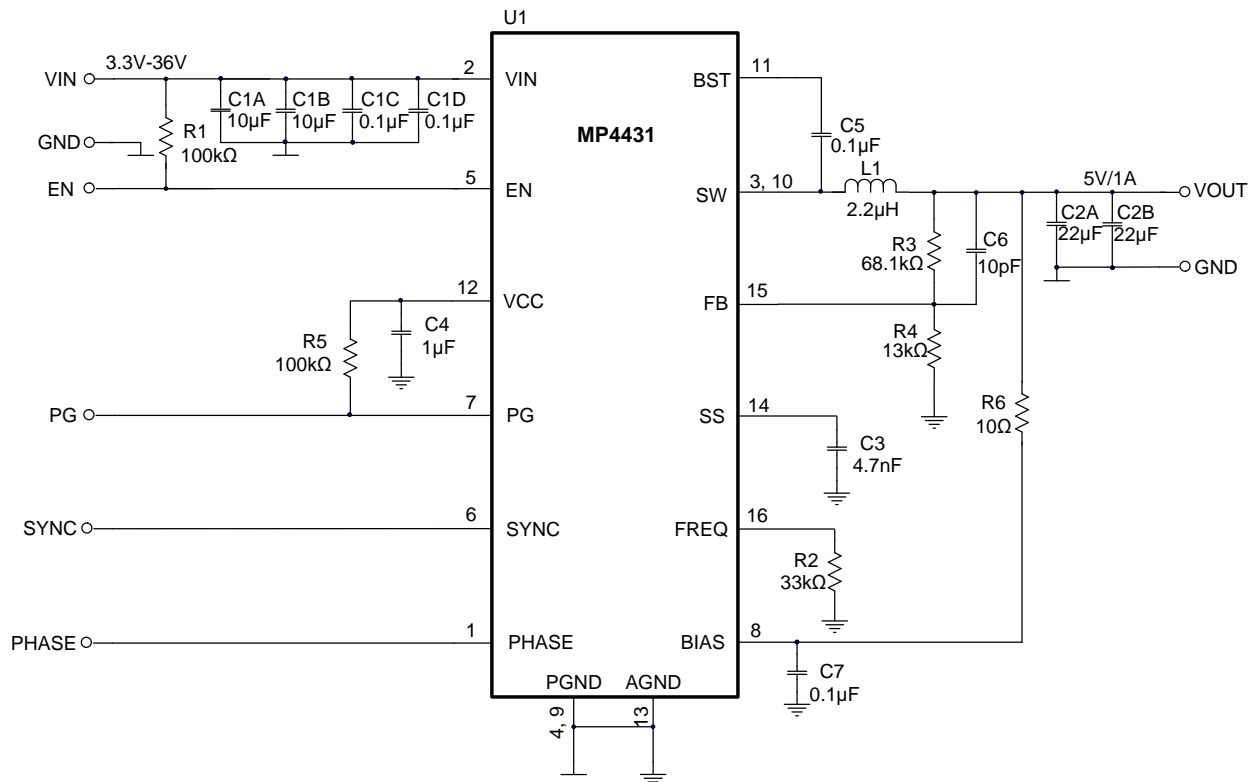 U1
MP4431
3.3V-36V
VIN
2
VIN
C1A
10µF
C1B
10µF
C1C
0.1µF
C1D
0.1µF
GND
R1
100kΩ
EN
5
EN
12
VCC
C4
1µF
R5
100kΩ
PG
7
PG
SYNC
6
SYNC
PHASE
1
PHASE
PGND
AGND
4, 9
13
BST
11
C5
0.1µF
SW
3, 10
L1
2.2µH
5V/1A
VOUT
C2A
22µF
C2B
22µF
GND
R3
68.1kΩ
C6
10pF
FB
15
R4
13kΩ
SS
14
C3
4.7nF
R6
10Ω
FREQ
16
R2
33kΩ
BIAS
8
C7
0.1µF